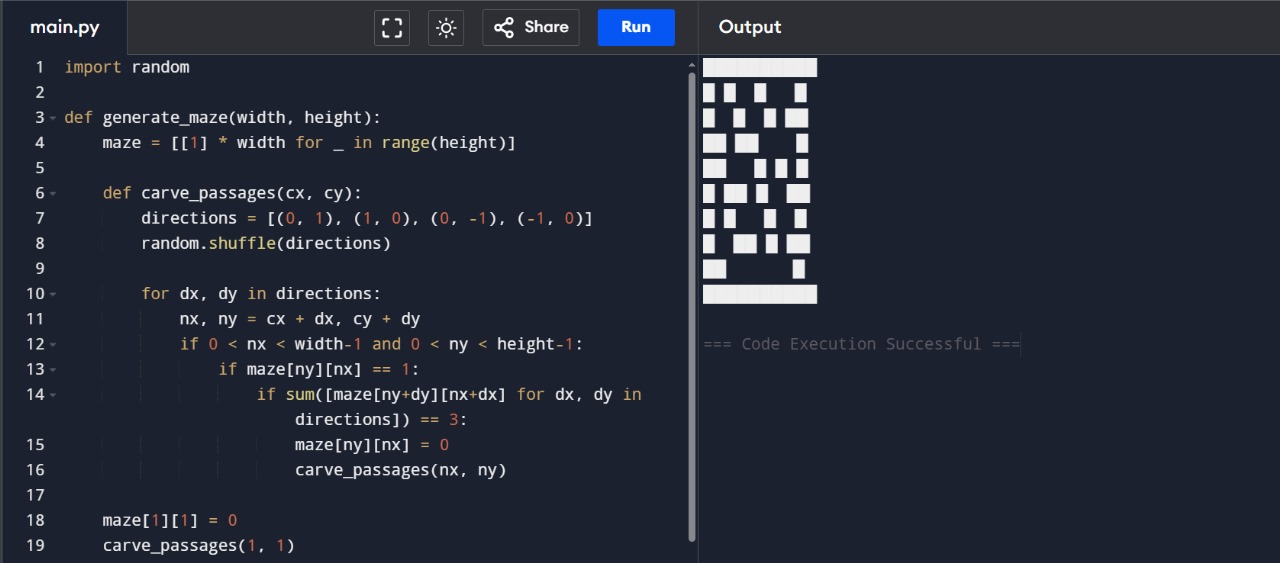 main.py
Share
Run
Output
1 import random
2
3 def generate_maze(width, height):
4     maze = [[1] * width for _ in range(height)]
5
6     def carve_passages(cx, cy):
7         directions = [(0, 1), (1, 0), (0, -1), (-1, 0)]
8         random.shuffle(directions)
9
10         for dx, dy in directions:
11             nx, ny = cx + dx, cy + dy
12             if 0 < nx < width-1 and 0 < ny < height-1:
13                 if maze[ny][nx] == 1:
14                     if sum([maze[ny+dy][nx+dx] for dx, dy in
                        directions]) == 3:
15                         maze[ny][nx] = 0
16                         carve_passages(nx, ny)
17
18     maze[1][1] = 0
19     carve_passages(1, 1)
=== Code Execution Successful ===